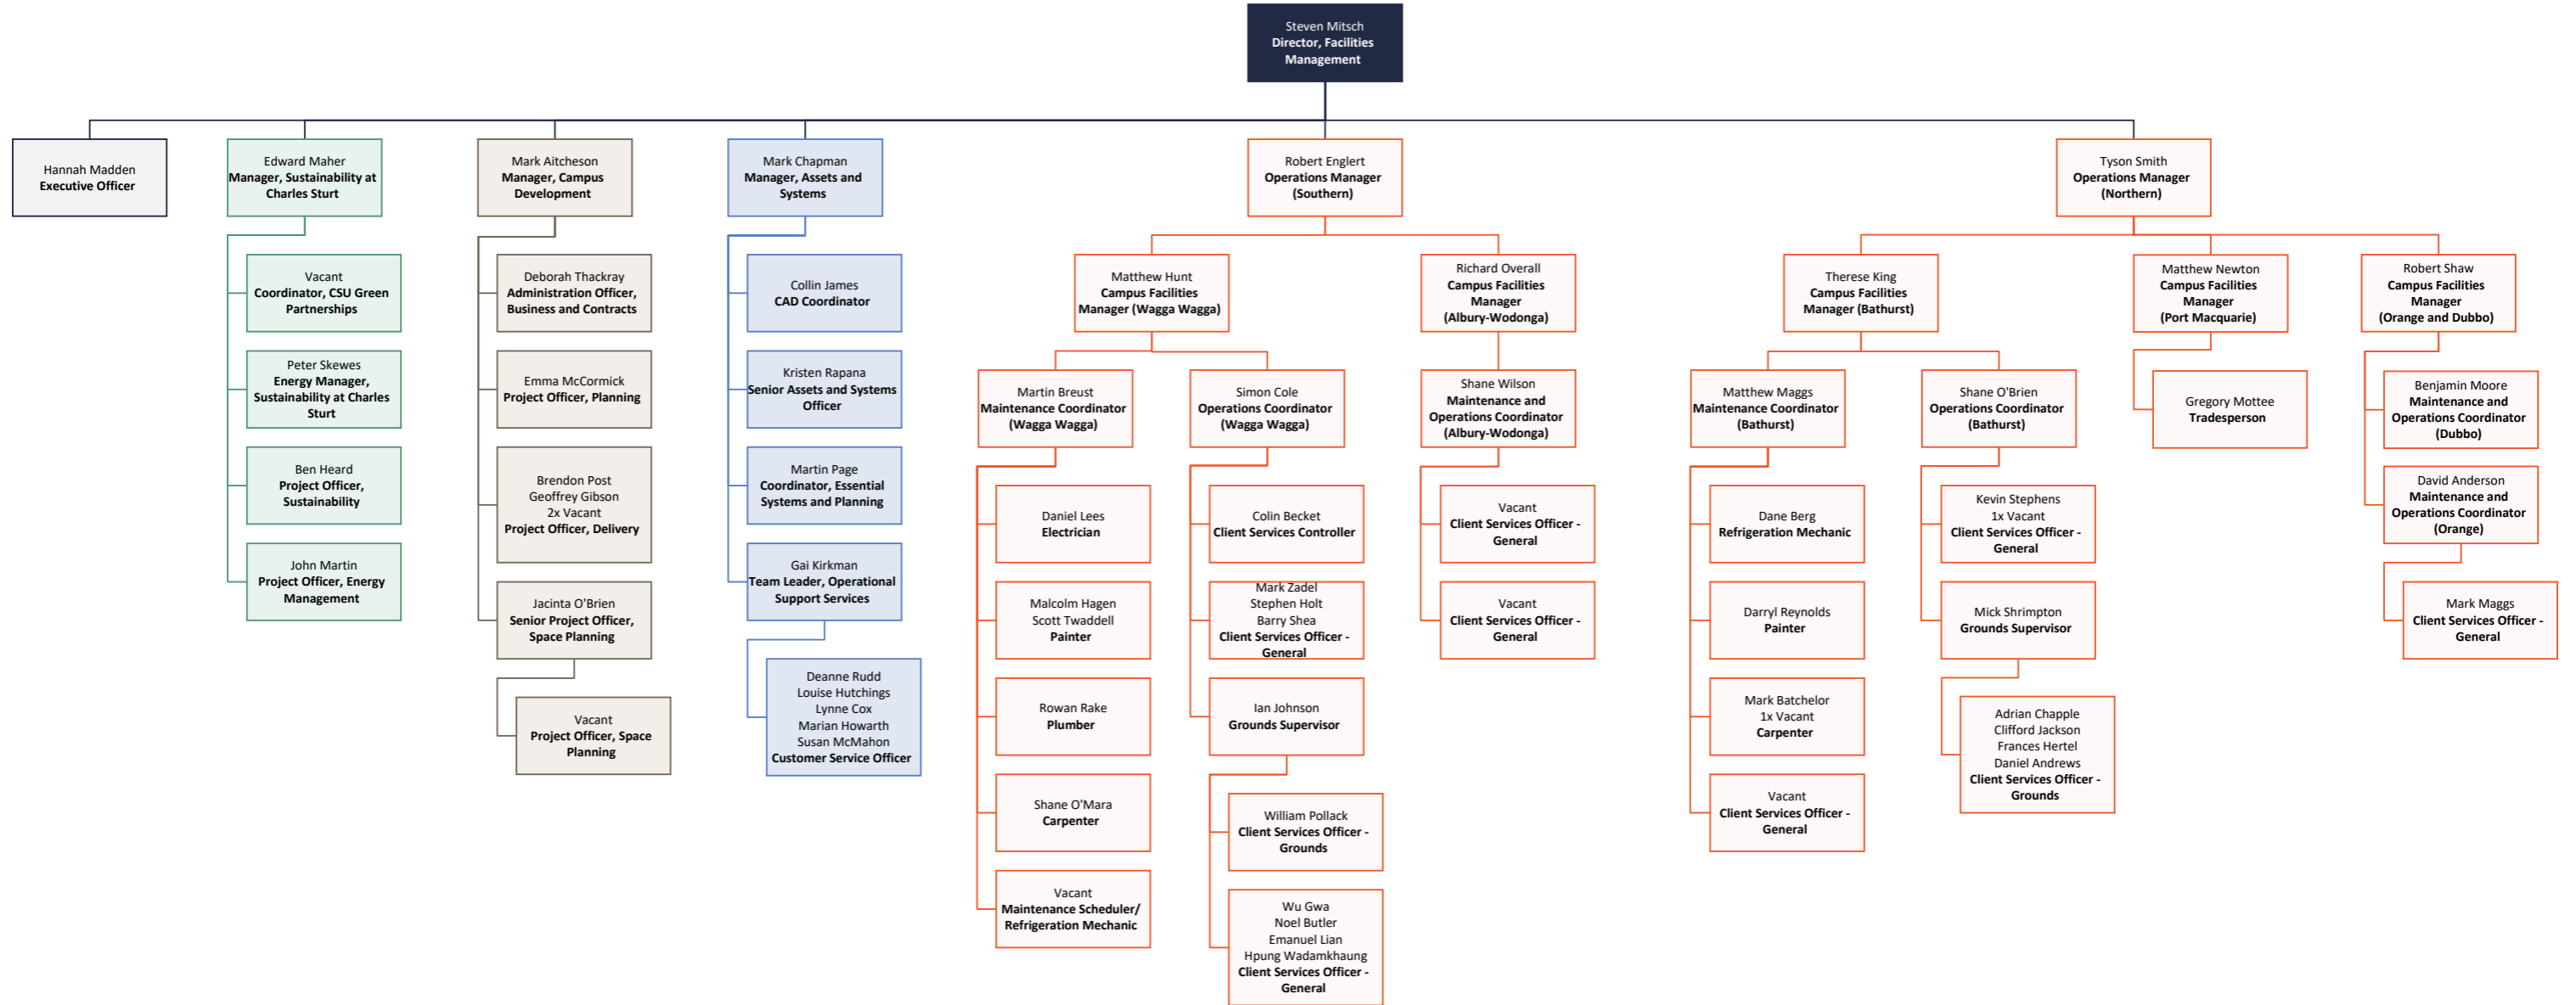 Steven Mitsch
Director, Facilities
Management
Hannah Madden
Executive Officer
Edward Maher
Manager, Sustainability at
Charles Sturt
Mark Aitcheson
Manager, Campus
Development
Mark Chapman
Manager, Assets and
Systems
Robert Englert
Operations Manager
(Southern)
Tyson Smith
Operations Manager
(Northern)
Vacant
Coordinator, CSU Green
Partnerships
Peter Skewes
Energy Manager,
Sustainability at Charles
Sturt
Ben Heard
Project Officer,
Sustainability
John Martin
Project Officer, Energy
Management
Deborah Thackray
Administration Officer,
Business and Contracts
Emma McCormick
Project Officer, Planning
Brendon Post
Geoffrey Gibson
2x Vacant
Project Officer, Delivery
Jacinta O'Brien
Senior Project Officer,
Space Planning
Vacant
Project Officer, Space
Planning
Collin James
CAD Coordinator
Kristen Rapana
Senior Assets and Systems
Officer
Martin Page
Coordinator, Essential
Systems and Planning
Gai Kirkman
Team Leader, Operational
Support Services
Deanne Rudd
Louise Hutchings
Lynne Cox
Marian Howarth
Susan McMahon
Customer Service Officer
Matthew Hunt
Campus Facilities
Manager (Wagga Wagga)
Martin Breust
Maintenance Coordinator
(Wagga Wagga)
Daniel Lees
Electrician
Malcolm Hagen
Scott Twaddell
Painter
Rowan Rake
Plumber
Shane O'Mara
Carpenter
Vacant
Maintenance Scheduler/
Refrigeration Mechanic
Simon Cole
Operations Coordinator
(Wagga Wagga)
Colin Becket
Client Services Controller
Mark Zadel
Stephen Holt
Barry Shea
Client Services Officer -
General
Ian Johnson
Grounds Supervisor
William Pollack
Client Services Officer -
Grounds
Wu Gwa
Noel Butler
Emanuel Lian
Hpung Wadamkhaung
Client Services Officer -
General
Richard Overall
Campus Facilities
Manager
(Albury-Wodonga)
Shane Wilson
Maintenance and
Operations Coordinator
(Albury-Wodonga)
Vacant
Client Services Officer -
General
Vacant
Client Services Officer -
General
Therese King
Campus Facilities
Manager (Bathurst)
Matthew Maggs
Maintenance Coordinator
(Bathurst)
Dane Berg
Refrigeration Mechanic
Darryl Reynolds
Painter
Mark Batchelor
1x Vacant
Carpenter
Vacant
Client Services Officer -
General
Shane O'Brien
Operations Coordinator
(Bathurst)
Kevin Stephens
1x Vacant
Client Services Officer -
General
Mick Shrimpton
Grounds Supervisor
Adrian Chapple
Clifford Jackson
Frances Hertel
Daniel Andrews
Client Services Officer -
Grounds
Matthew Newton
Campus Facilities
Manager
(Port Macquarie)
Gregory Mottee
Tradesperson
Robert Shaw
Campus Facilities
Manager
(Orange and Dubbo)
Benjamin Moore
Maintenance and
Operations Coordinator
(Dubbo)
David Anderson
Maintenance and
Operations Coordinator
(Orange)
Mark Maggs
Client Services Officer -
General